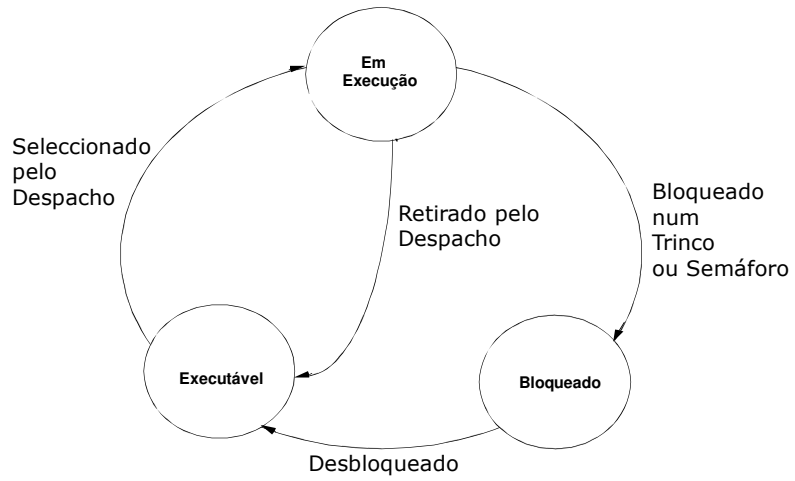 Em
Execução
Seleccionado
pelo
Despacho
Retirado pelo
Despacho
Bloqueado
num
Trinco
ou Semáforo
Executável
Bloqueado
Desbloqueado